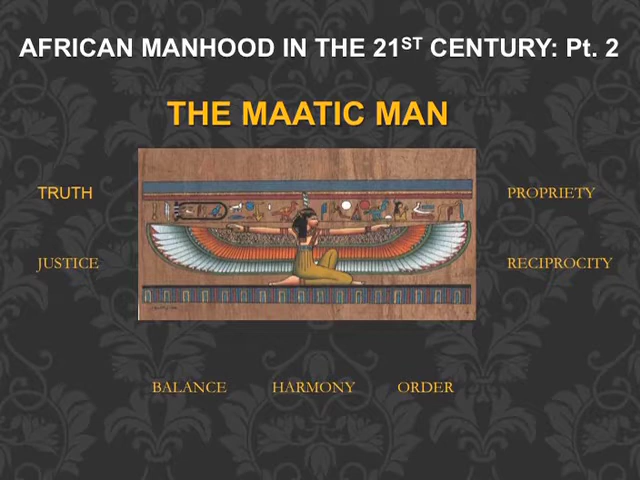 AFRICAN MANHOOD IN THE 21ST CENTURY: Pt. 2
THE MAATIC MAN
TRUTH
PROPRIETY
JUSTICE
RECIPROCITY
BALANCE HARMONY ORDER